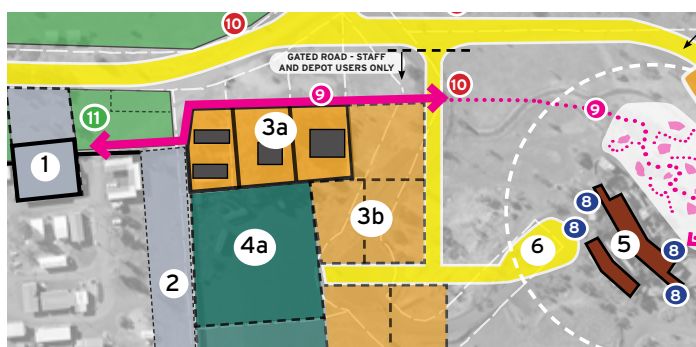 10
GATED ROAD - STAFF
AND DEPOT USERS ONLY
9
10
9
11
3a
1
8
3b
8
5
4a
6
8
2
8